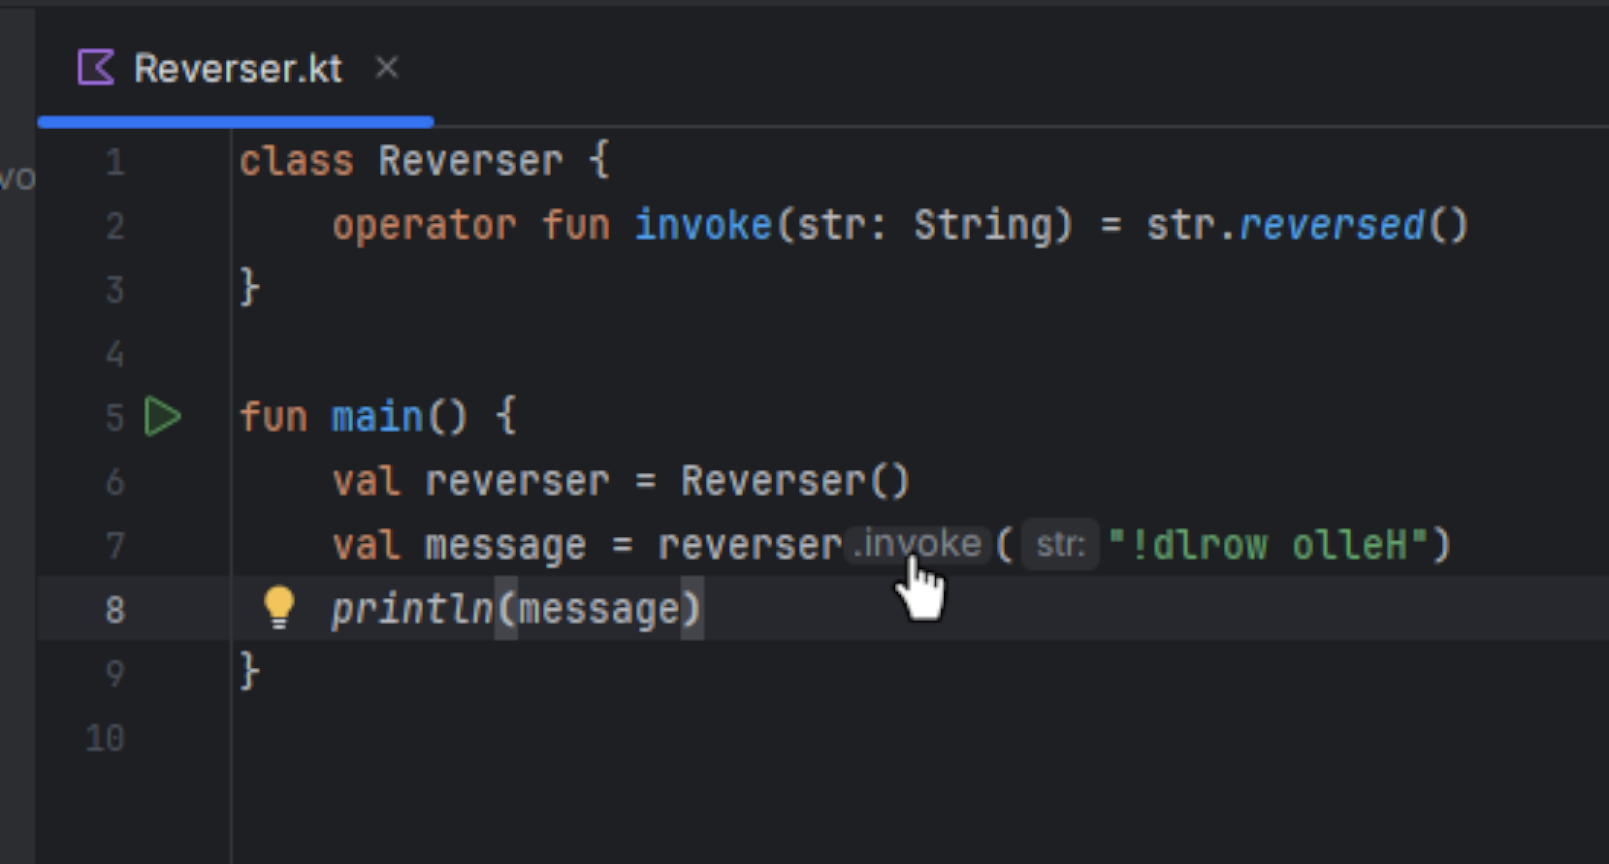 Reverser.kt
vo
1 class Reverser {
2 operator fun invoke(str: String) = str.reversed()
3 }
4
5 fun main() {
6 val reverser = Reverser()
7 val message = reverser.invoke( str: "!dlrow olleH")
8 println(message)
9 }
10